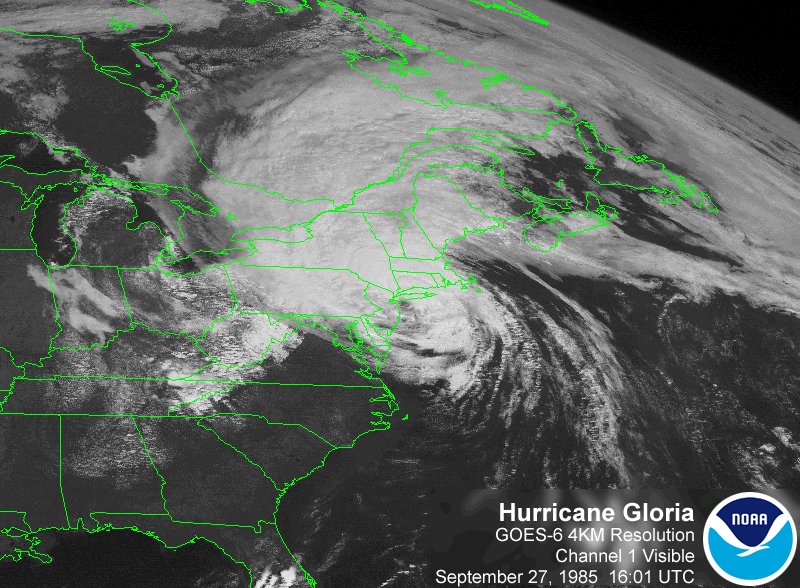 Hurricane Gloria
GOES-6 4KM Resolution
Channel 1 Visible
September 27, 1985 16:01 UTC
NOAA